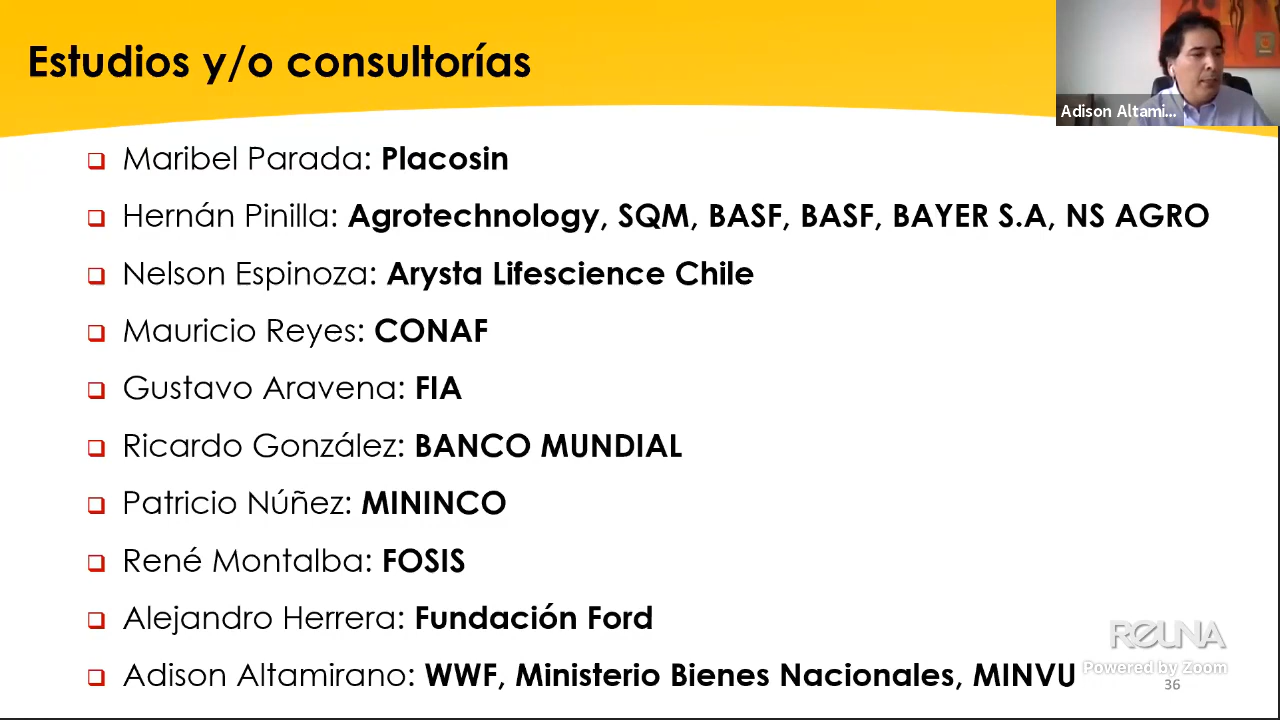 Estudios y/o consultorías
Adison Altami...
Maribel Parada: Placosin
Hernán Pinilla: Agrotechnology, SQM, BASF, BASF, BAYER S.A, NS AGRO
Nelson Espinoza: Arysta Lifescience Chile
Mauricio Reyes: CONAF
Gustavo Aravena: FIA
Ricardo González: BANCO MUNDIAL
Patricio Núñez: MININCO
René Montalba: FOSIS
Alejandro Herrera: Fundación Ford
Adison Altamirano: WWF, Ministerio Bienes Nacionales, MINVU
REUNA
Powered by Zoom
36